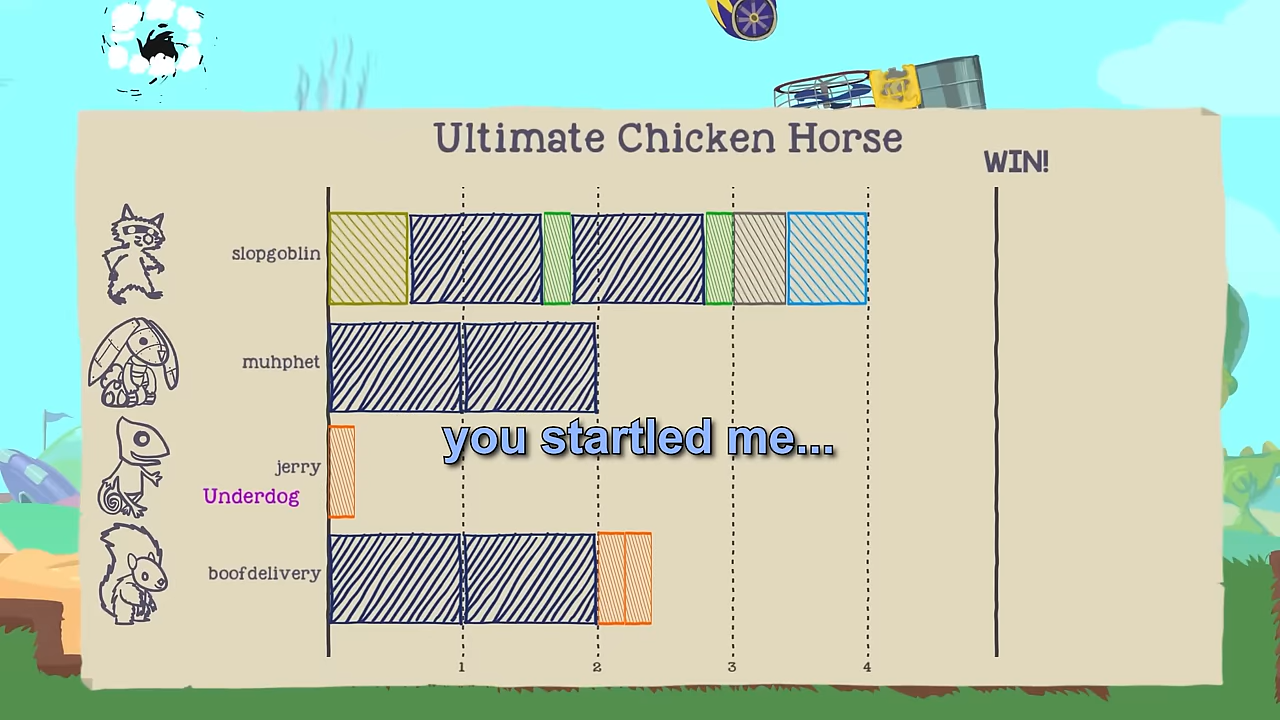 Ultimate Chicken Horse
WIN!
slopgoblin
muhphet
you startled me...
jerry
Underdog
boofdelivery
1 2 3 4